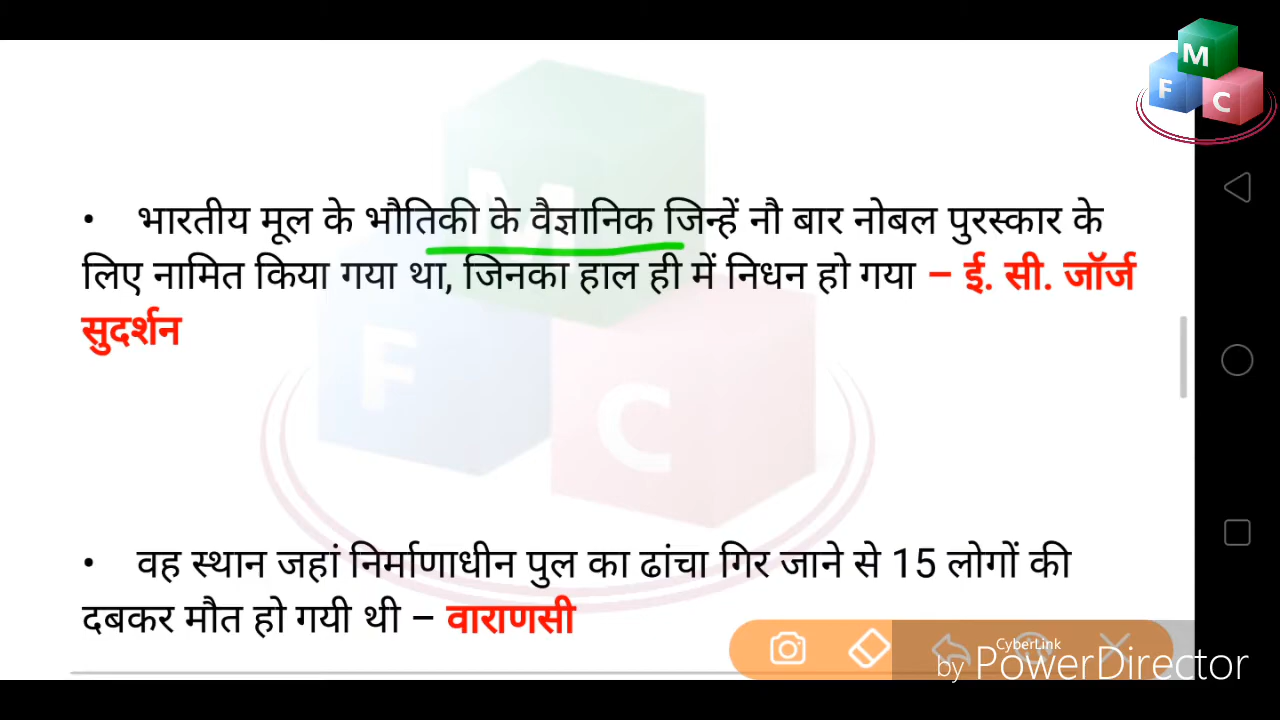 M
F
C
• भारतीय मूल के भौतिकी के वैज्ञानिक जिन्हें नौ बार नोबल पुरस्कार के
लिए नामित किया गया था, जिनका हाल ही में निधन हो गया – ई. सी. जॉर्ज
सुदर्शन
M
F
C
• वह स्थान जहां निर्माणाधीन पुल का ढांचा गिर जाने से 15 लोगों की
दबकर मौत हो गयी थी – वाराणसी
CyberLink
by PowerDirector